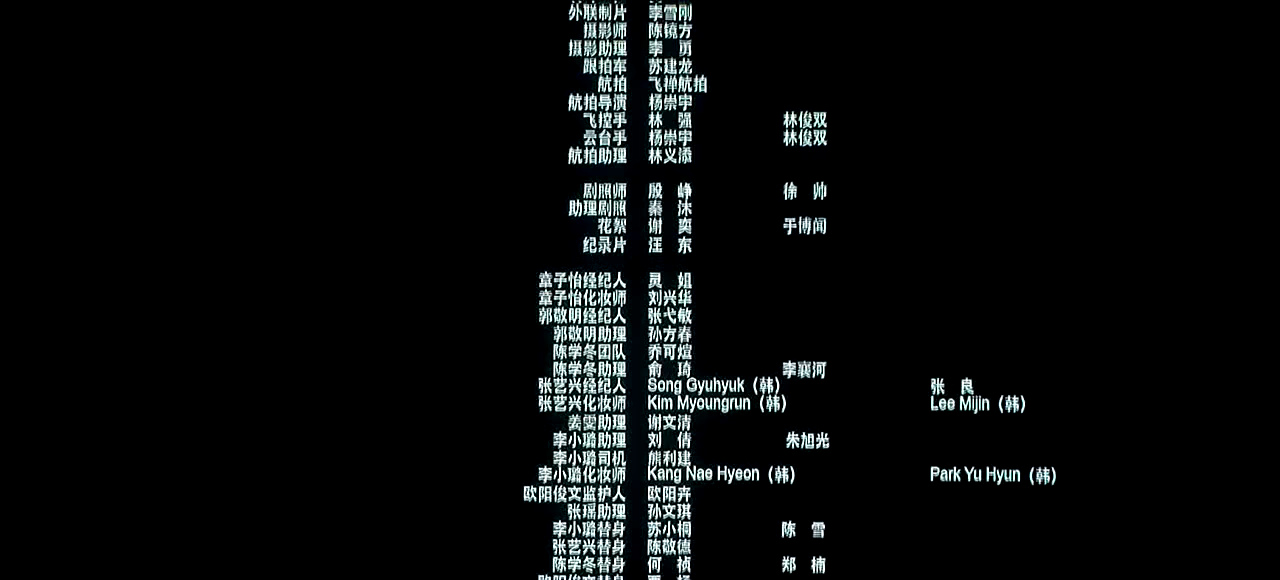 外联制片 李雪刚
摄影师 陈镜方
摄影助理 李 勇
跟拍车 苏建龙
航拍 飞禅航拍
航拍导演 杨崇宇
飞控手 林 强 林俊双
云台手 杨崇宇 林俊双
航拍助理 林义添
剧照师 殷 峥 徐 帅
助理剧照 秦 沐
花絮 谢 奕 于博闻
纪录片 汪 东
章子怡经纪人 灵 姐
章子怡化妆师 刘兴华
郭敬明经纪人 张弋敏
郭敬明助理 孙方春
陈学冬团队 乔可煊
陈学冬助理 俞 琦 李襄河
张艺兴经纪人 Song Gyuhyuk（韩） 张 良
张艺兴化妆师 Kim Myoungrun（韩） Lee Mijin（韩）
姜雯助理 谢文清
李小璐助理 刘 倩 朱旭光
李小璐司机 熊利建
李小璐化妆师 Kang Nae Hyeon（韩） Park Yu Hyun（韩）
欧阳俊文监护人 欧阳卉
张瑶助理 孙文琪
李小璐替身 苏小桐 陈 雪
张艺兴替身 陈敬德
陈学冬替身 何 祯 郑 楠